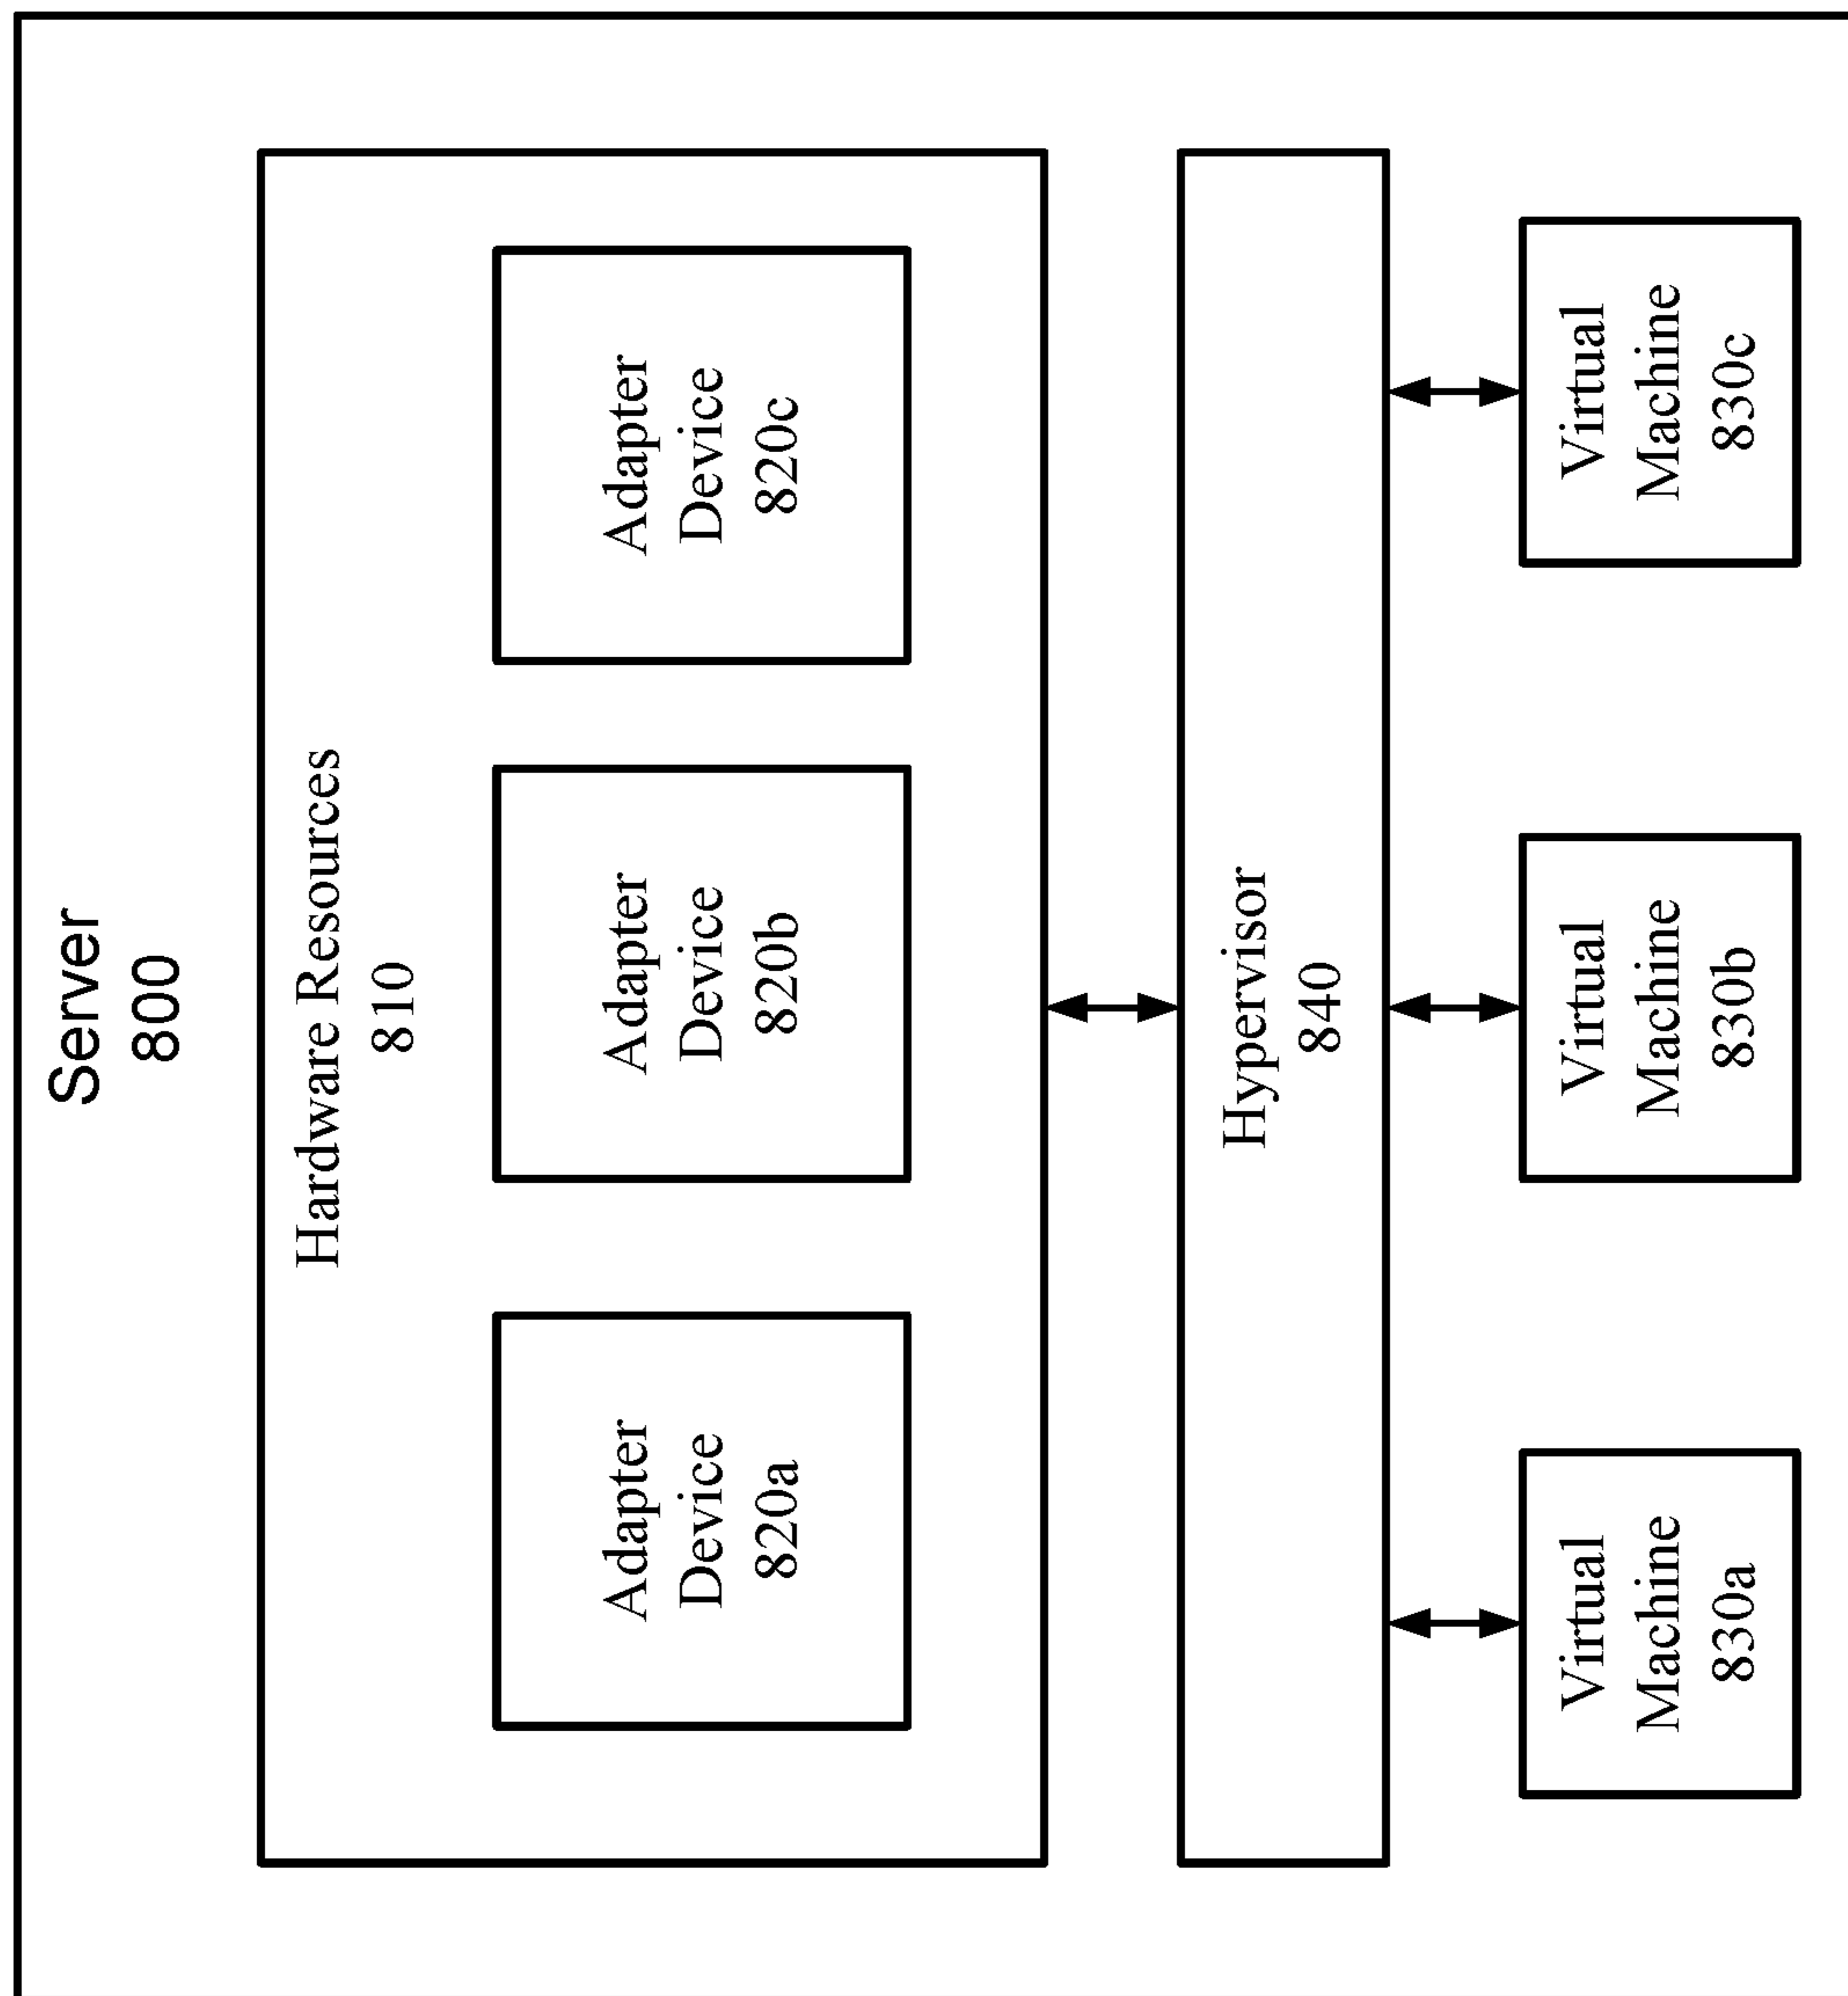 Server
800
Hardware Resources
810
Adapter
Device
820a
Adapter
Device
820b
Adapter
Device
820c
Hypervisor
840
Virtual
Machine
830a
Virtual
Machine
830b
Virtual
Machine
830c